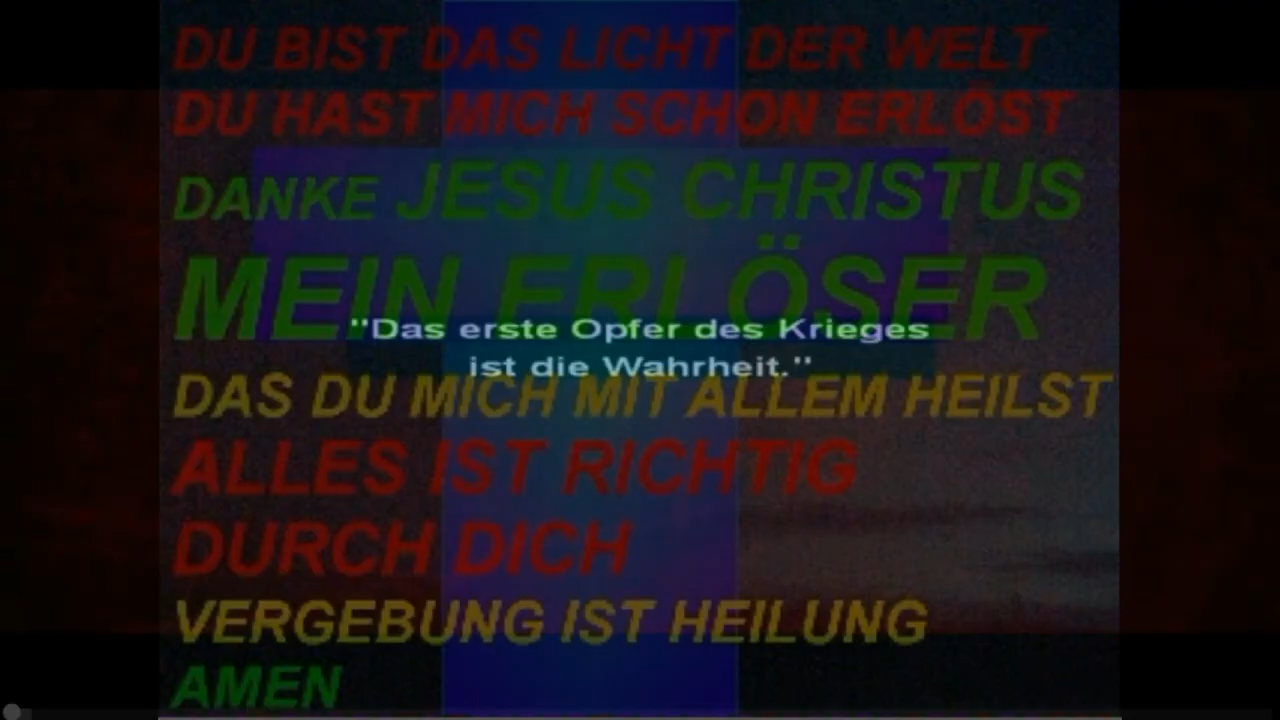 DU BIST DAS LICHT DER WELT
DU HAST MICH SCHON ERLÖST
DANKE JESUS CHRISTUS
MEIN ERLÖSER
"Das erste Opfer des Krieges
ist die Wahrheit."
DAS DU MICH MIT ALLEM HEILST
ALLES IST RICHTIG
DURCH DICH
VERGEBUNG IST HEILUNG
AMEN